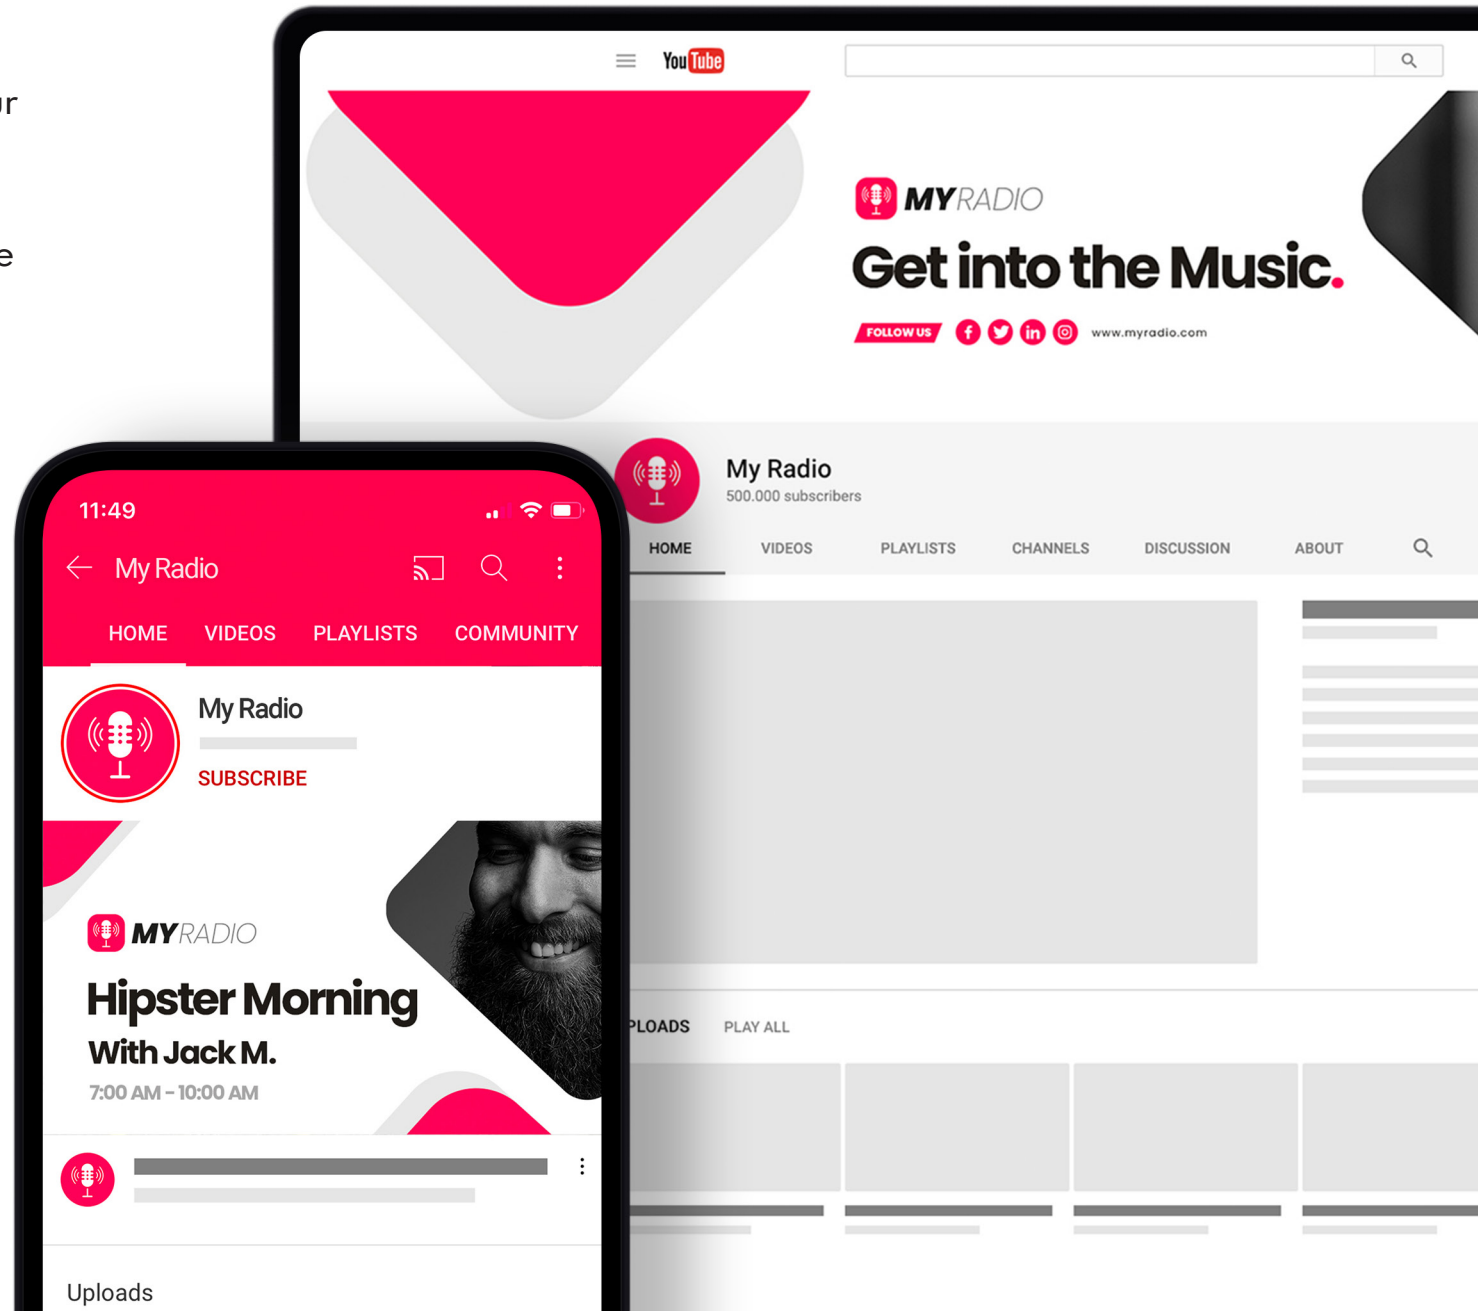 ur
e
YouTube
MYRADIO
Get into the Music.
FOLLOW US
www.myradio.com
My Radio
500.000 subscribers
HOME VIDEOS PLAYLISTS CHANNELS DISCUSSION ABOUT
PLOADS PLAY ALL
11:49
My Radio
HOME VIDEOS PLAYLISTS COMMUNITY
My Radio
SUBSCRIBE
MYRADIO
Hipster Morning
With Jack M.
7:00 AM - 10:00 AM
Uploads